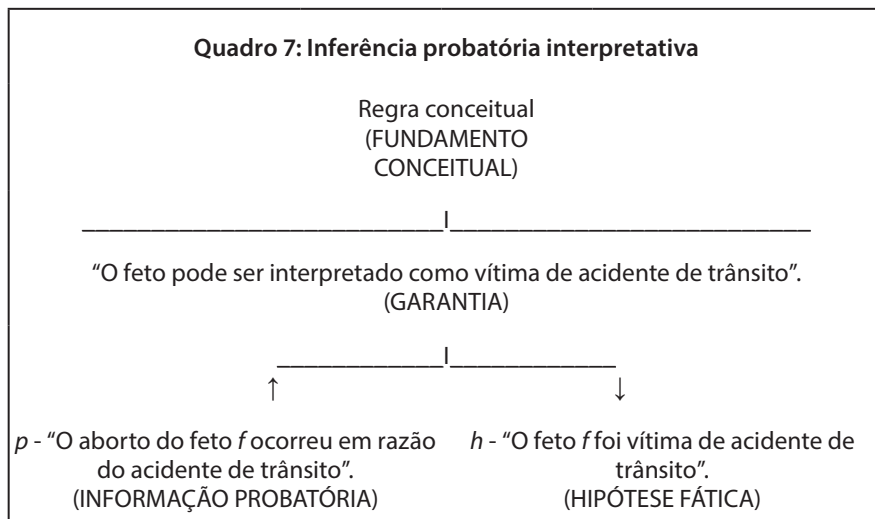 Quadro 7: Inferência probatória interpretativa
Regra conceitual
(FUNDAMENTO
CONCEITUAL)
___________________________I___________________________
“O feto pode ser interpretado como vítima de acidente de trânsito”.
(GARANTIA)
____________I____________
↑ ↓
p - “O aborto do feto f ocorreu em razão
do acidente de trânsito”.
(INFORMAÇÃO PROBATÓRIA)
h - “O feto f foi vítima de acidente de
trânsito”.
(HIPÓTESE FÁTICA)